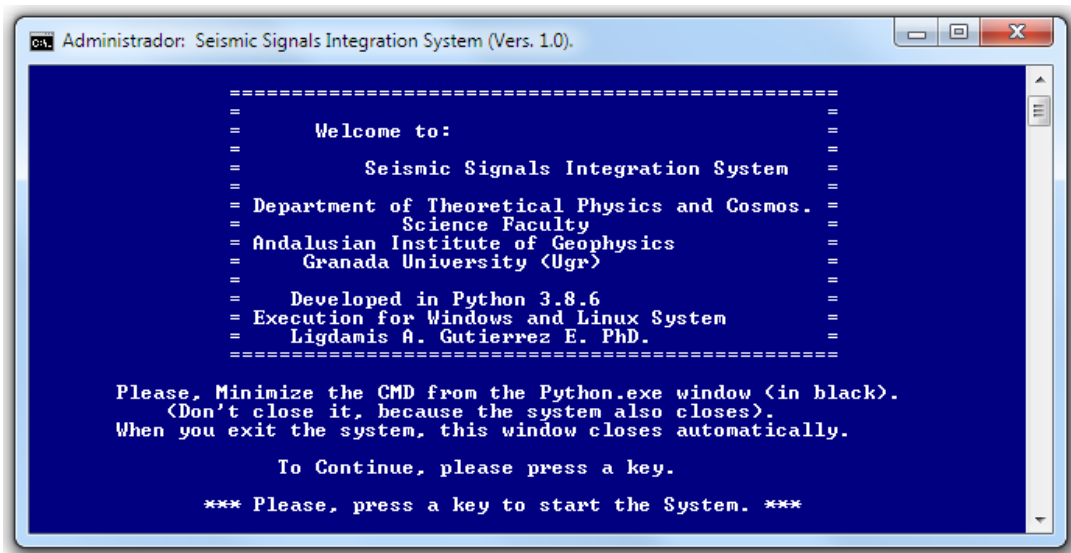 Administrador: Seismic Signals Integration System (Vers. 1.0).
=================================================
= =
= Welcome to: =
= =
= Seismic Signals Integration System =
= =
= Department of Theoretical Physics and Cosmos. =
= Science Faculty =
= Andalusian Institute of Geophysics =
= Granada University (Ugr) =
= =
= Developed in Python 3.8.6 =
= Execution for Windows and Linux System =
= Ligdamis A. Gutierrez E. PhD. =
=================================================
Please, Minimize the CMD from the Python.exe window (in black).
(Don't close it, because the system also closes).
When you exit the system, this window closes automatically.
To Continue, please press a key.
*** Please, press a key to start the System. ***